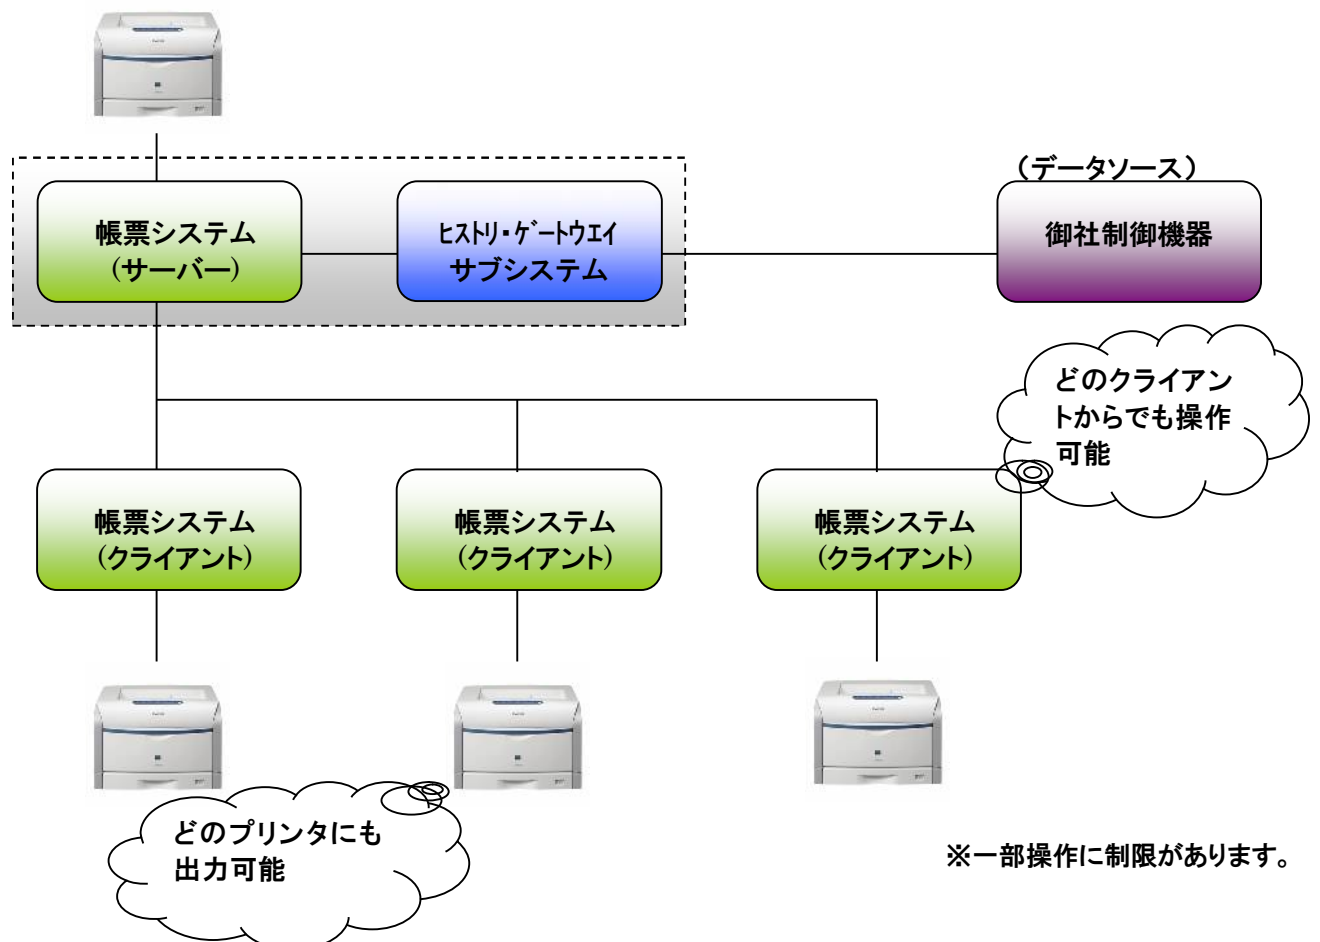 (データソース)
帳票システム
(サーバー)
ﾋｽﾄﾘ・ｹﾞｰﾄｳｴｲ
サブシステム
御社制御機器
どのクライアン
トからでも操作
可能
帳票システム
(クライアント)
帳票システム
(クライアント)
帳票システム
(クライアント)
どのプリンタにも
出力可能
※一部操作に制限があります。